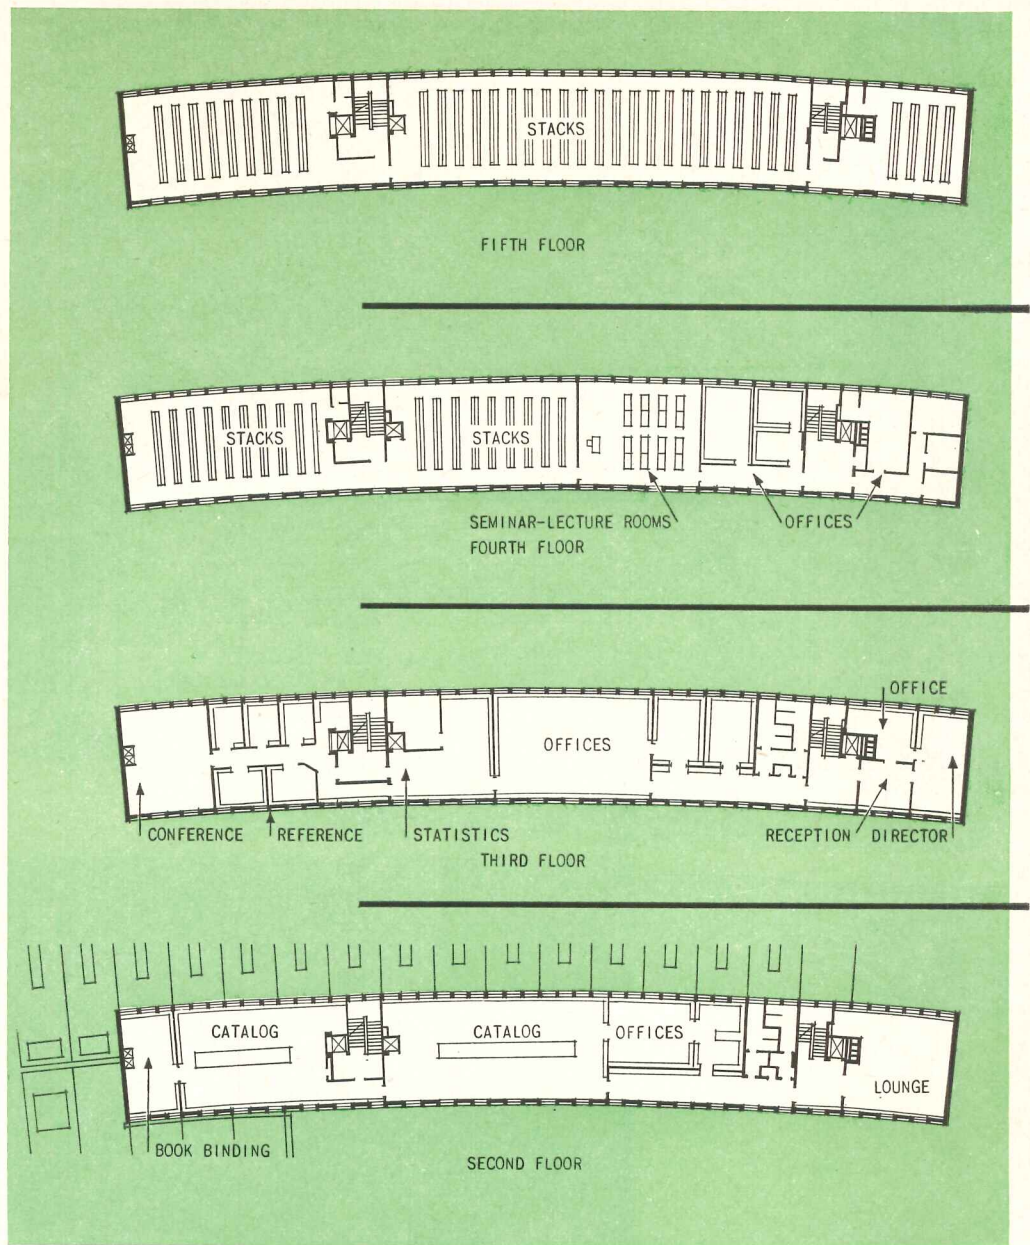 STACKS
FIFTH FLOOR
STACKS
STACKS
SEMINAR-LECTURE ROOMS
OFFICES
FOURTH FLOOR
OFFICE
OFFICES
CONFERENCE
REFERENCE
STATISTICS
RECEPTION
DIRECTOR
THIRD FLOOR
CATALOG
CATALOG
OFFICES
LOUNGE
BOOK BINDING
SECOND FLOOR